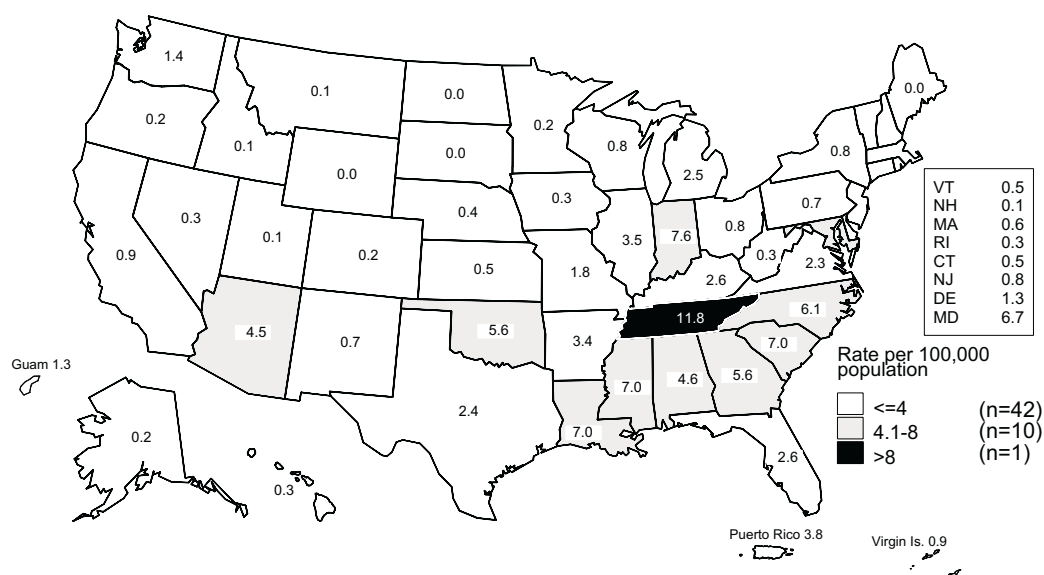 1.4
0.1
0.0
0.0
0.2
0.2
0.1
0.8
0.8
0.0
0.0
2.5
VT 0.5
NH 0.1
MA 0.6
RI 0.3
CT 0.5
NJ 0.8
DE 1.3
MD 6.7
0.3
0.4
0.3
0.7
0.1
0.2
3.5
7.6
0.8
0.9
0.5
1.8
2.6
0.3
2.3
4.5
0.7
5.6
3.4
11.8
6.1
7.0
Guam 1.3
2.4
7.0
4.6
5.6
7.0
2.6
0.2
0.3
Rate per 100,000
population
<=4 (n=42)
4.1-8 (n=10)
>8 (n=1)
Puerto Rico 3.8
Virgin Is. 0.9